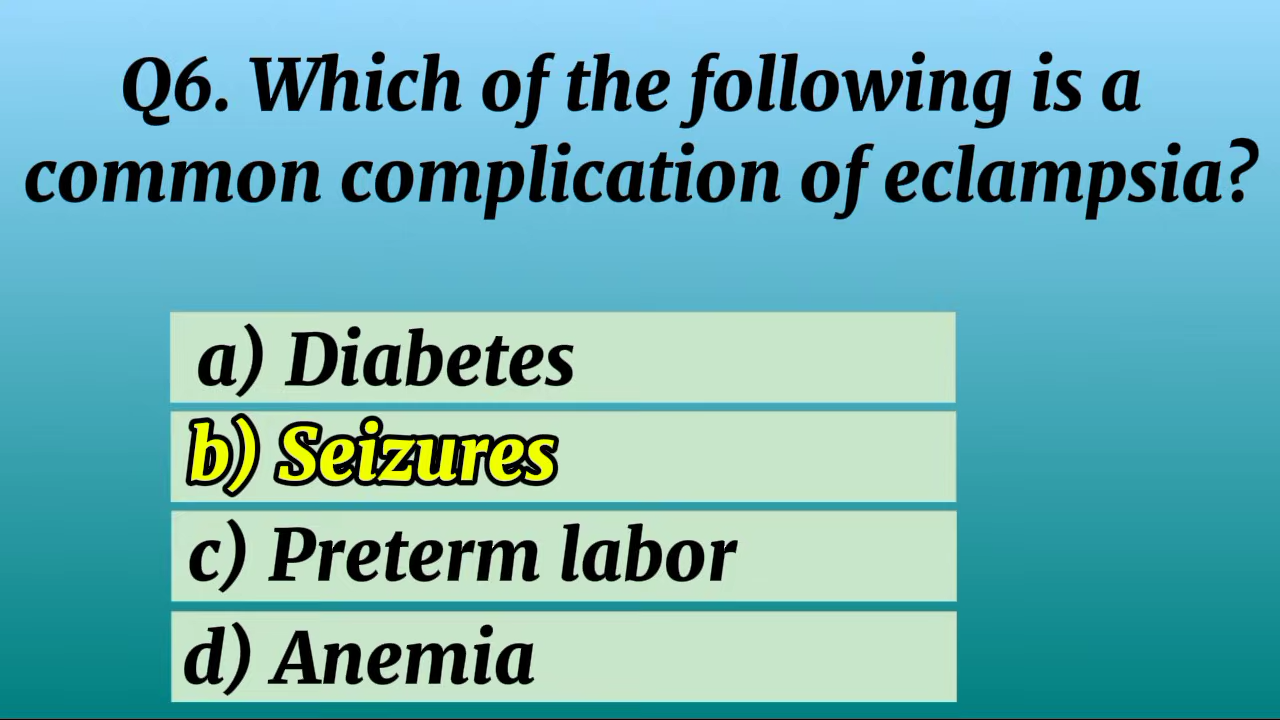 Q6. Which of the following is a
common complication of eclampsia?
a) Diabetes
b) Seizures
c) Preterm labor
d) Anemia